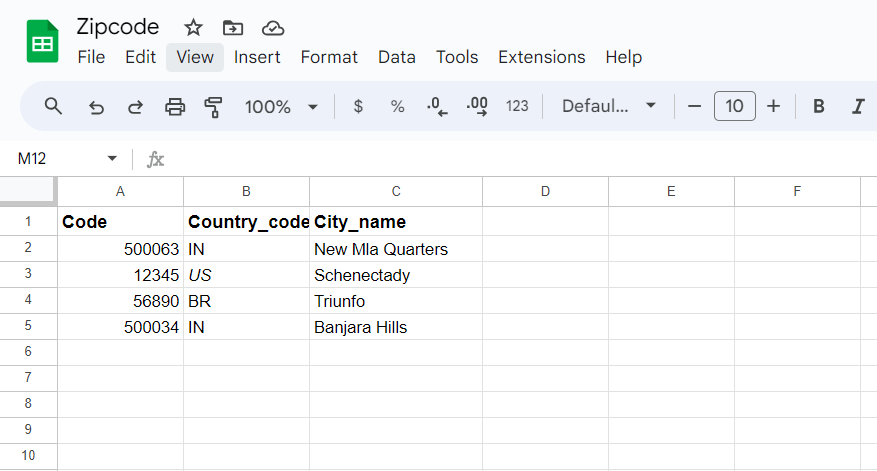 Zipcode
File Edit View Insert Format Data Tools Extensions Help
100% $ % .0 .00 123 Defaul... 10 B I
M12 fx
A B C D E F
1 Code Country_code City_name
2 500063 IN New Mla Quarters
3 12345 US Schenectady
4 56890 BR Triunfo
5 500034 IN Banjara Hills
6
7
8
9
10